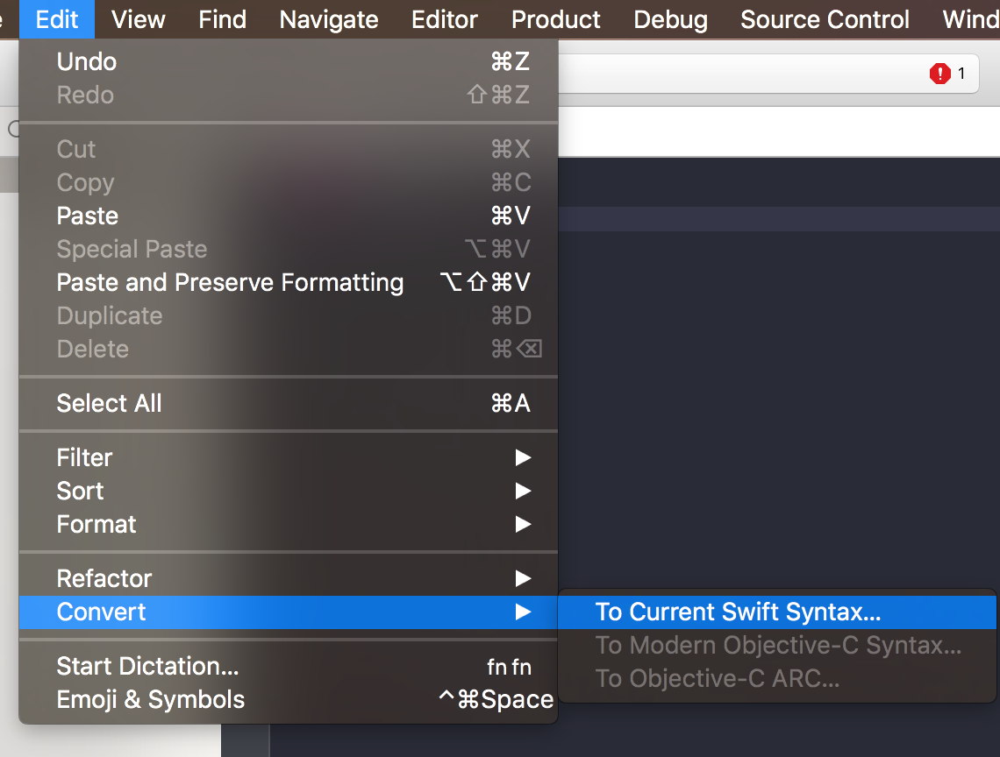 Edit View Find Navigate Editor Product Debug Source Control Wind
Undo ⌘Z
1
Redo ⇧⌘Z
Cut ⌘X
Copy ⌘C
Paste ⌘V
Special Paste ⌥⌘V
Paste and Preserve Formatting ⌥⇧⌘V
Duplicate ⌘D
Delete ⌘⌫
Select All ⌘A
Filter ▶
Sort ▶
Format ▶
Refactor ▶
Convert ▶
To Current Swift Syntax...
To Modern Objective-C Syntax...
To Objective-C ARC...
Start Dictation... fn fn
Emoji & Symbols ^⌘Space